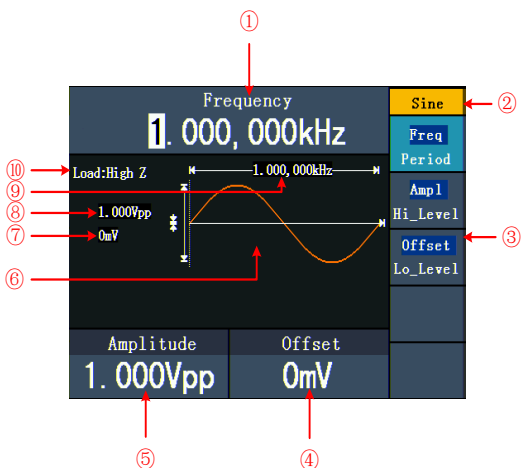 ①
Frequency
1.000,000kHz
Sine
②
Freq
Period
⑩
Load:High Z
1.000,000kHz
⑨
⑧
1.000Vpp
Ampl
Hi_Level
⑦
0mV
③
Offset
Lo_Level
⑥
Amplitude
Offset
1.000Vpp
0mV
⑤
④